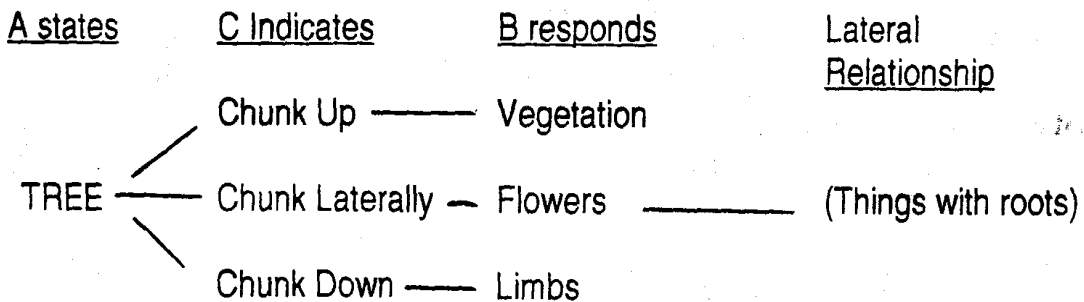 A states C Indicates B responds Lateral
Relationship
Chunk Up Vegetation
TREE Chunk Laterally Flowers (Things with roots)
Chunk Down Limbs